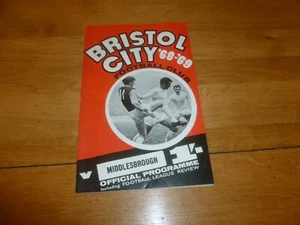 BRISTOL
CITY '68-'69
FOOTBALL CLUB
MIDDLESBROUGH 1/-
OFFICIAL PROGRAMME
Including FOOTBALL LEAGUE REVIEW